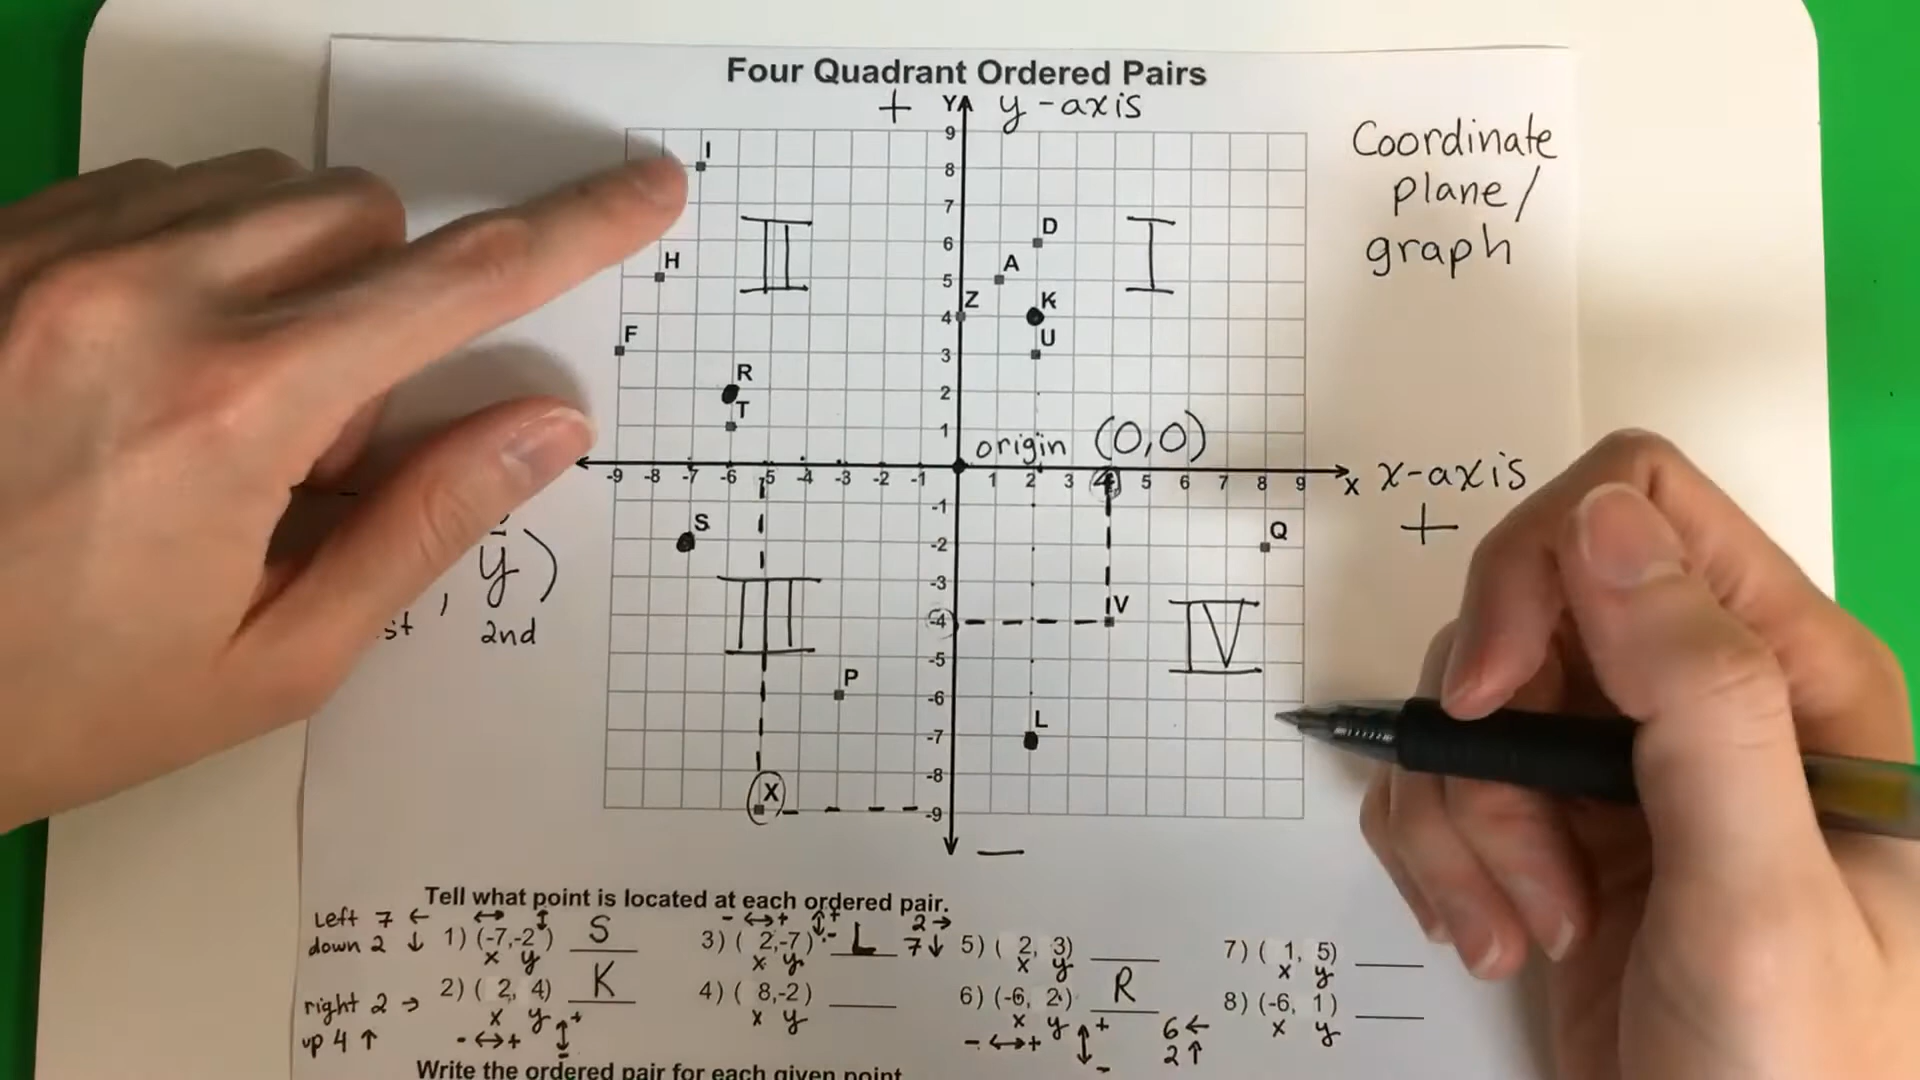 Four Quadrant Ordered Pairs
+ Y y-axis
Coordinate
plane/
graph
9
I
8
7
II
I
D
6
H
A
5
Z
K
4
F
U
3
R
2
T
1
origin (0,0)
-9 -8 -7 -6 -5 -4 -3 -2 -1 1 2 3 4 5 6 7 8 9 x x-axis
+
-1
S
Q
-2
y)
-3
III
IV
, 2nd
V
-4
-5
P
-6
L
-7
-8
X
-9
—
Tell what point is located at each ordered pair.
Left 7 ← ↔ ↕ - ↔ + ↕ + - 2 →
down 2 ↓ 1) (-7,-2) S 3) ( 2,-7) L 7 ↓ 5) ( 2, 3) 7) ( 1, 5)
x y x y x y x y
right 2 → 2) ( 2, 4) K 4) ( 8,-2) 6) (-6, 2) R 8) (-6, 1)
x y x y x y x y
up 4 ↑ - ↔ + ↕ + - - ↔ + ↕ + - 6 ←
2 ↑
Write the ordered pair for each given point.